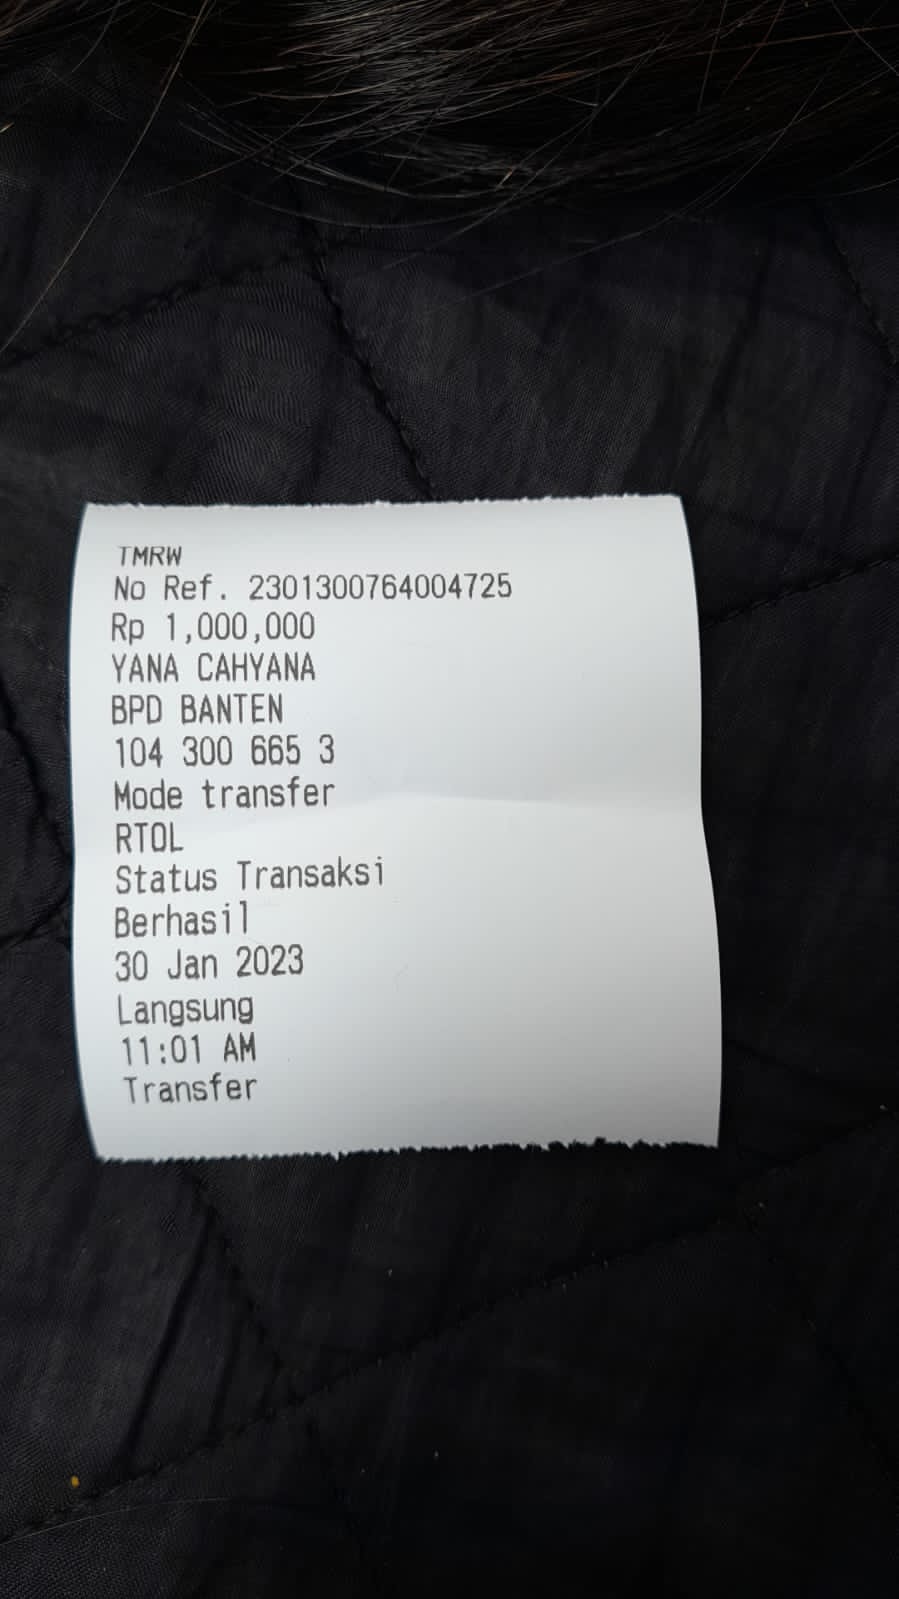 TMRW
No Ref. 2301300764004725
Rp 1,000,000
YANA CAHYANA
BPD BANTEN
104 300 665 3
Mode transfer
RTOL
Status Transaksi
Berhasil
30 Jan 2023
Langsung
11:01 AM
Transfer